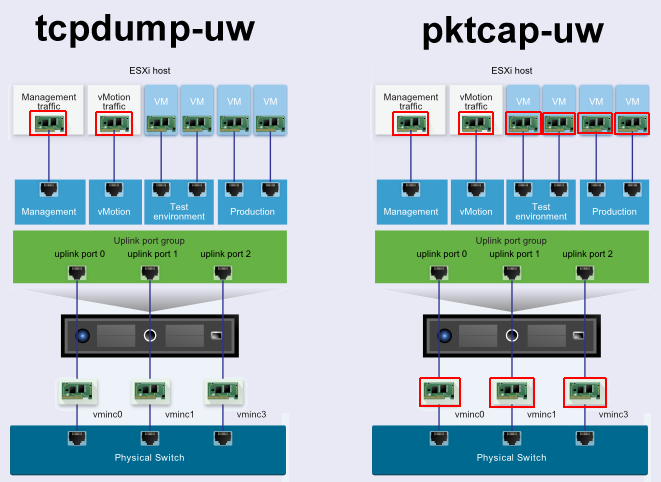 tcpdump-uw
ESXi host
Management
traffic
vMotion
traffic
VM
VM
VM
VM
Management
vMotion
Test
environment
Production
Uplink port group
uplink port 0
uplink port 1
uplink port 2
vminc0
vminc1
vminc3
Physical Switch
pktcap-uw
ESXi host
Management
traffic
vMotion
traffic
VM
VM
VM
VM
Management
vMotion
Test
environment
Production
Uplink port group
uplink port 0
uplink port 1
uplink port 2
vminc0
vminc1
vminc3
Physical Switch